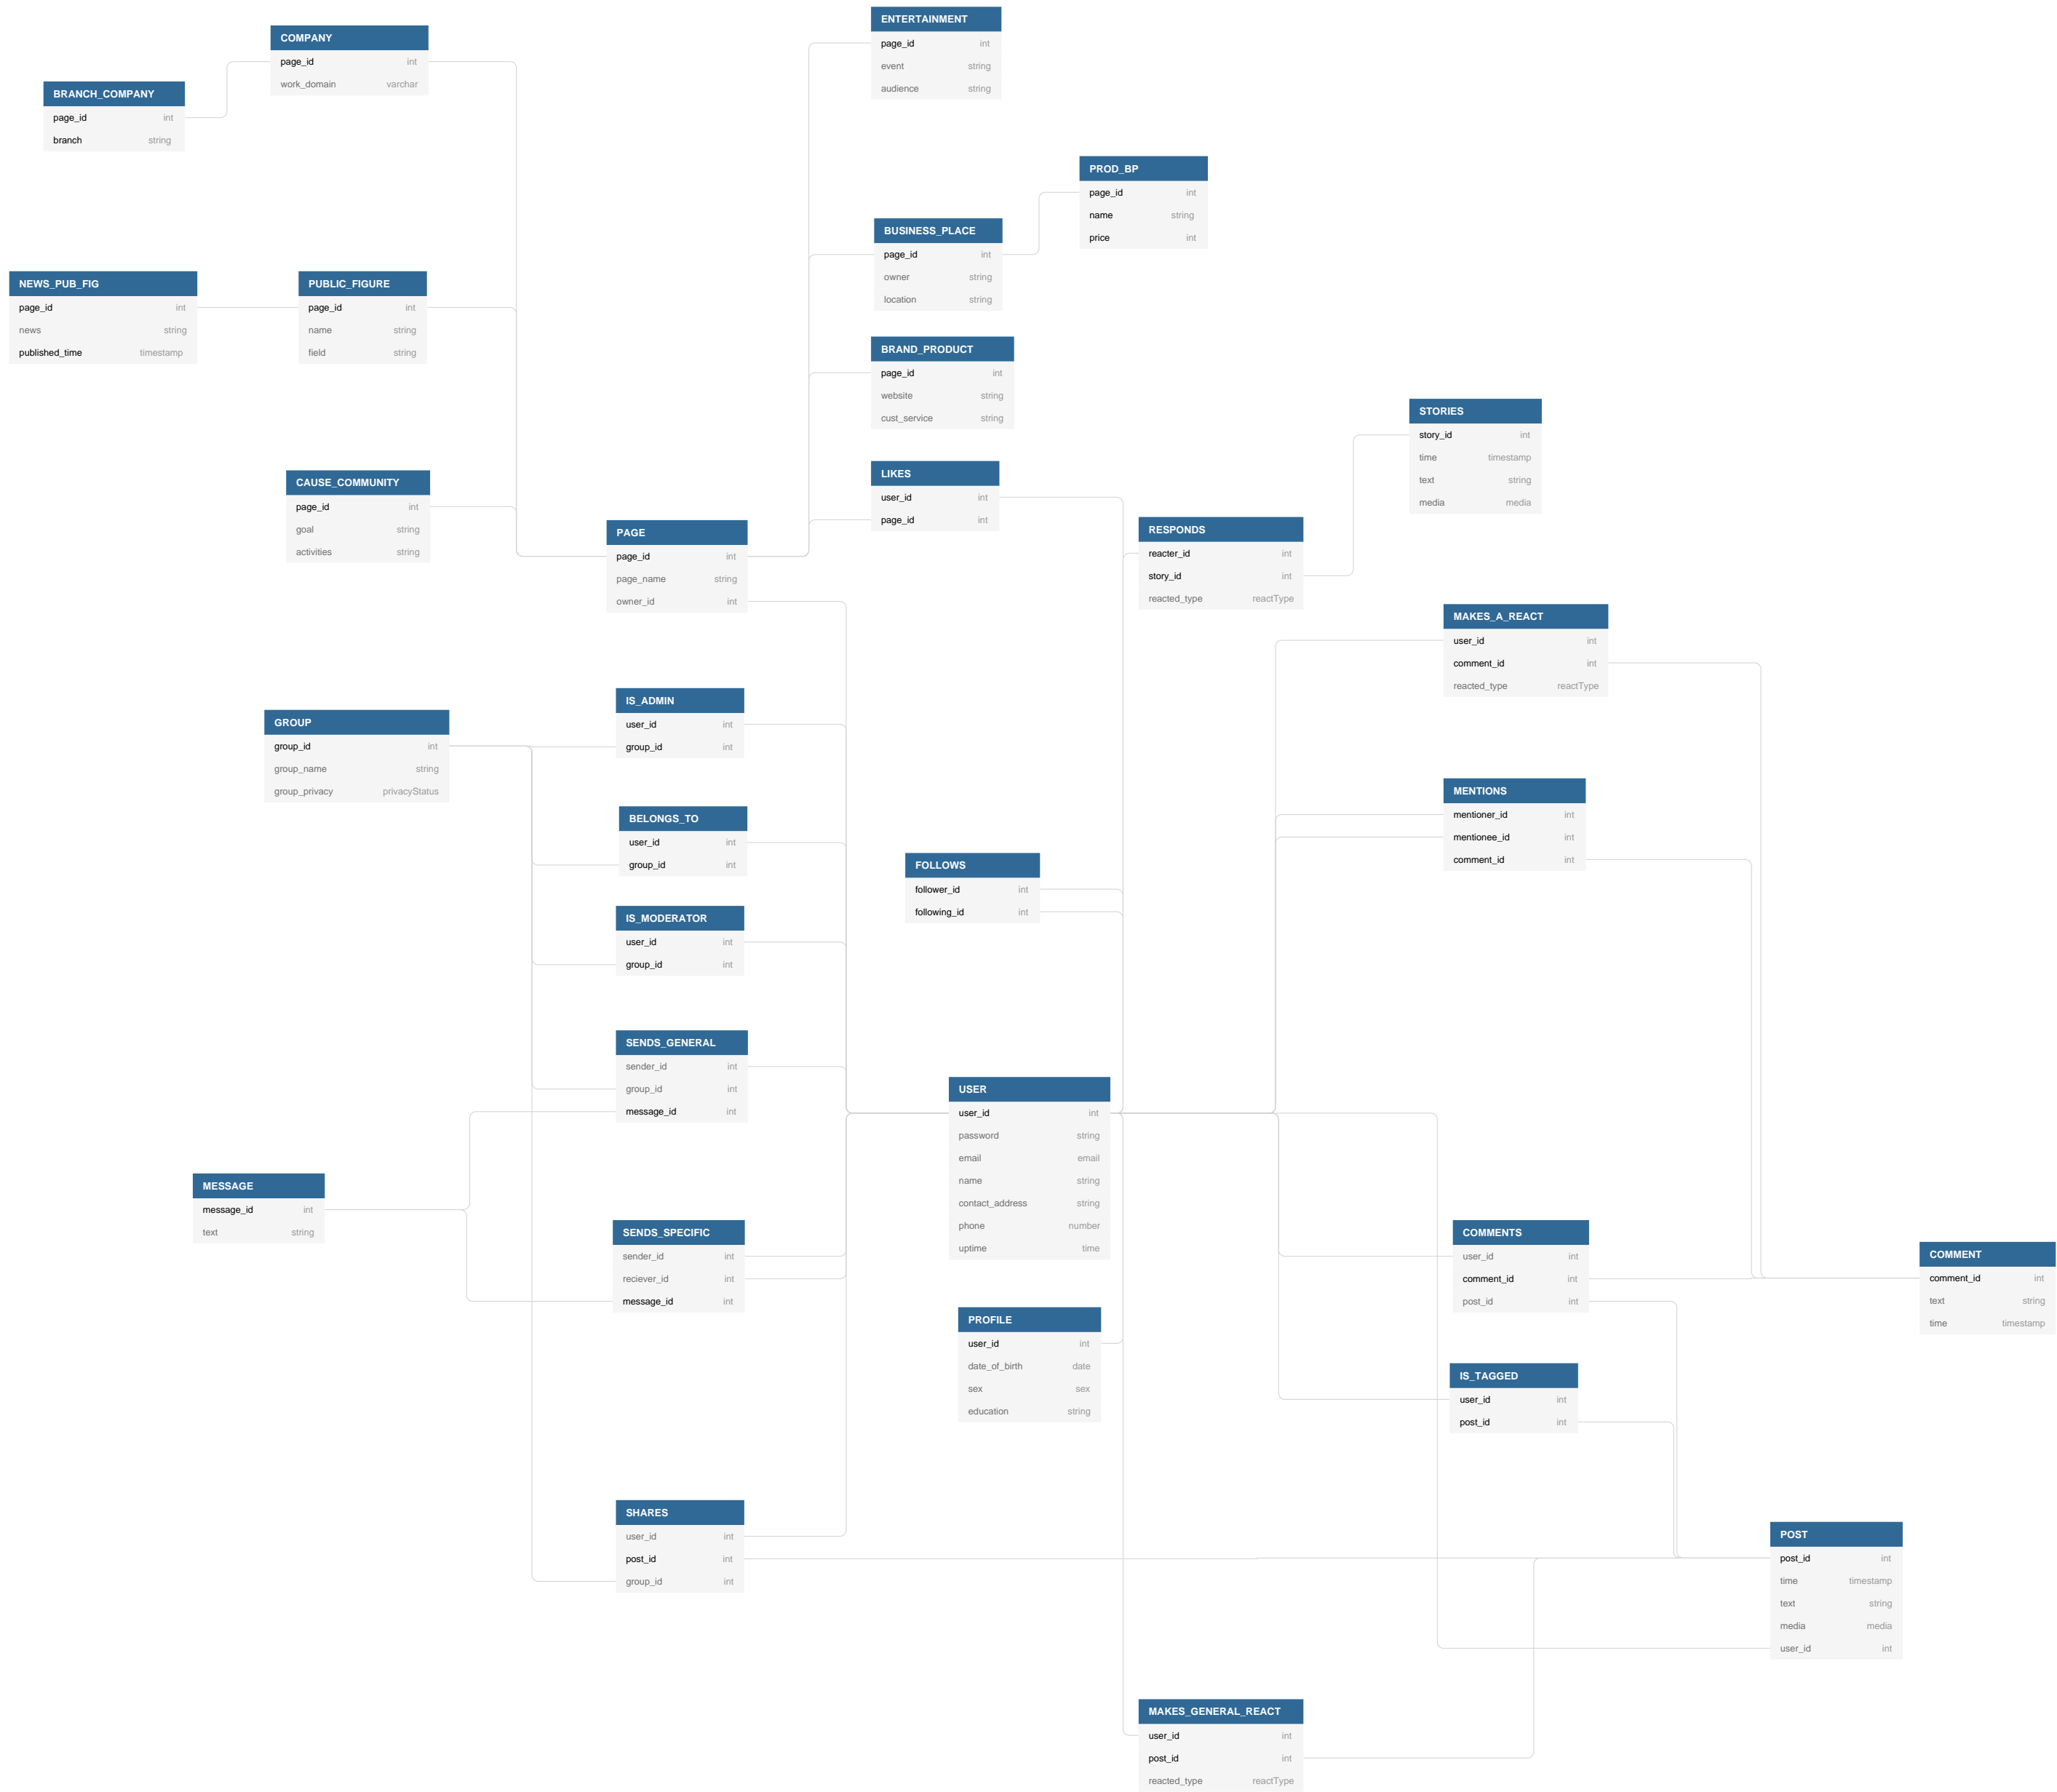 ENTERTAINMENT
page_id int
event string
audience string
COMPANY
page_id int
work_domain varchar
BRANCH_COMPANY
page_id int
branch string
PROD_BP
page_id int
name string
price int
BUSINESS_PLACE
page_id int
owner string
location string
NEWS_PUB_FIG
page_id int
news string
published_time timestamp
PUBLIC_FIGURE
page_id int
name string
field string
BRAND_PRODUCT
page_id int
website string
cust_service string
STORIES
story_id int
time timestamp
text string
media media
LIKES
user_id int
page_id int
CAUSE_COMMUNITY
page_id int
goal string
activities string
PAGE
page_id int
page_name string
owner_id int
RESPONDS
reacter_id int
story_id int
reacted_type reactType
MAKES_A_REACT
user_id int
comment_id int
reacted_type reactType
IS_ADMIN
user_id int
group_id int
GROUP
group_id int
group_name string
group_privacy privacyStatus
MENTIONS
mentioner_id int
mentionee_id int
comment_id int
BELONGS_TO
user_id int
group_id int
FOLLOWS
follower_id int
following_id int
IS_MODERATOR
user_id int
group_id int
SENDS_GENERAL
sender_id int
group_id int
message_id int
USER
user_id int
password string
email email
name string
contact_address string
phone number
uptime time
MESSAGE
message_id int
text string
SENDS_SPECIFIC
sender_id int
reciever_id int
message_id int
COMMENTS
user_id int
comment_id int
post_id int
COMMENT
comment_id int
text string
time timestamp
PROFILE
user_id int
date_of_birth date
sex sex
education string
IS_TAGGED
user_id int
post_id int
SHARES
user_id int
post_id int
group_id int
POST
post_id int
time timestamp
text string
media media
user_id int
MAKES_GENERAL_REACT
user_id int
post_id int
reacted_type reactType